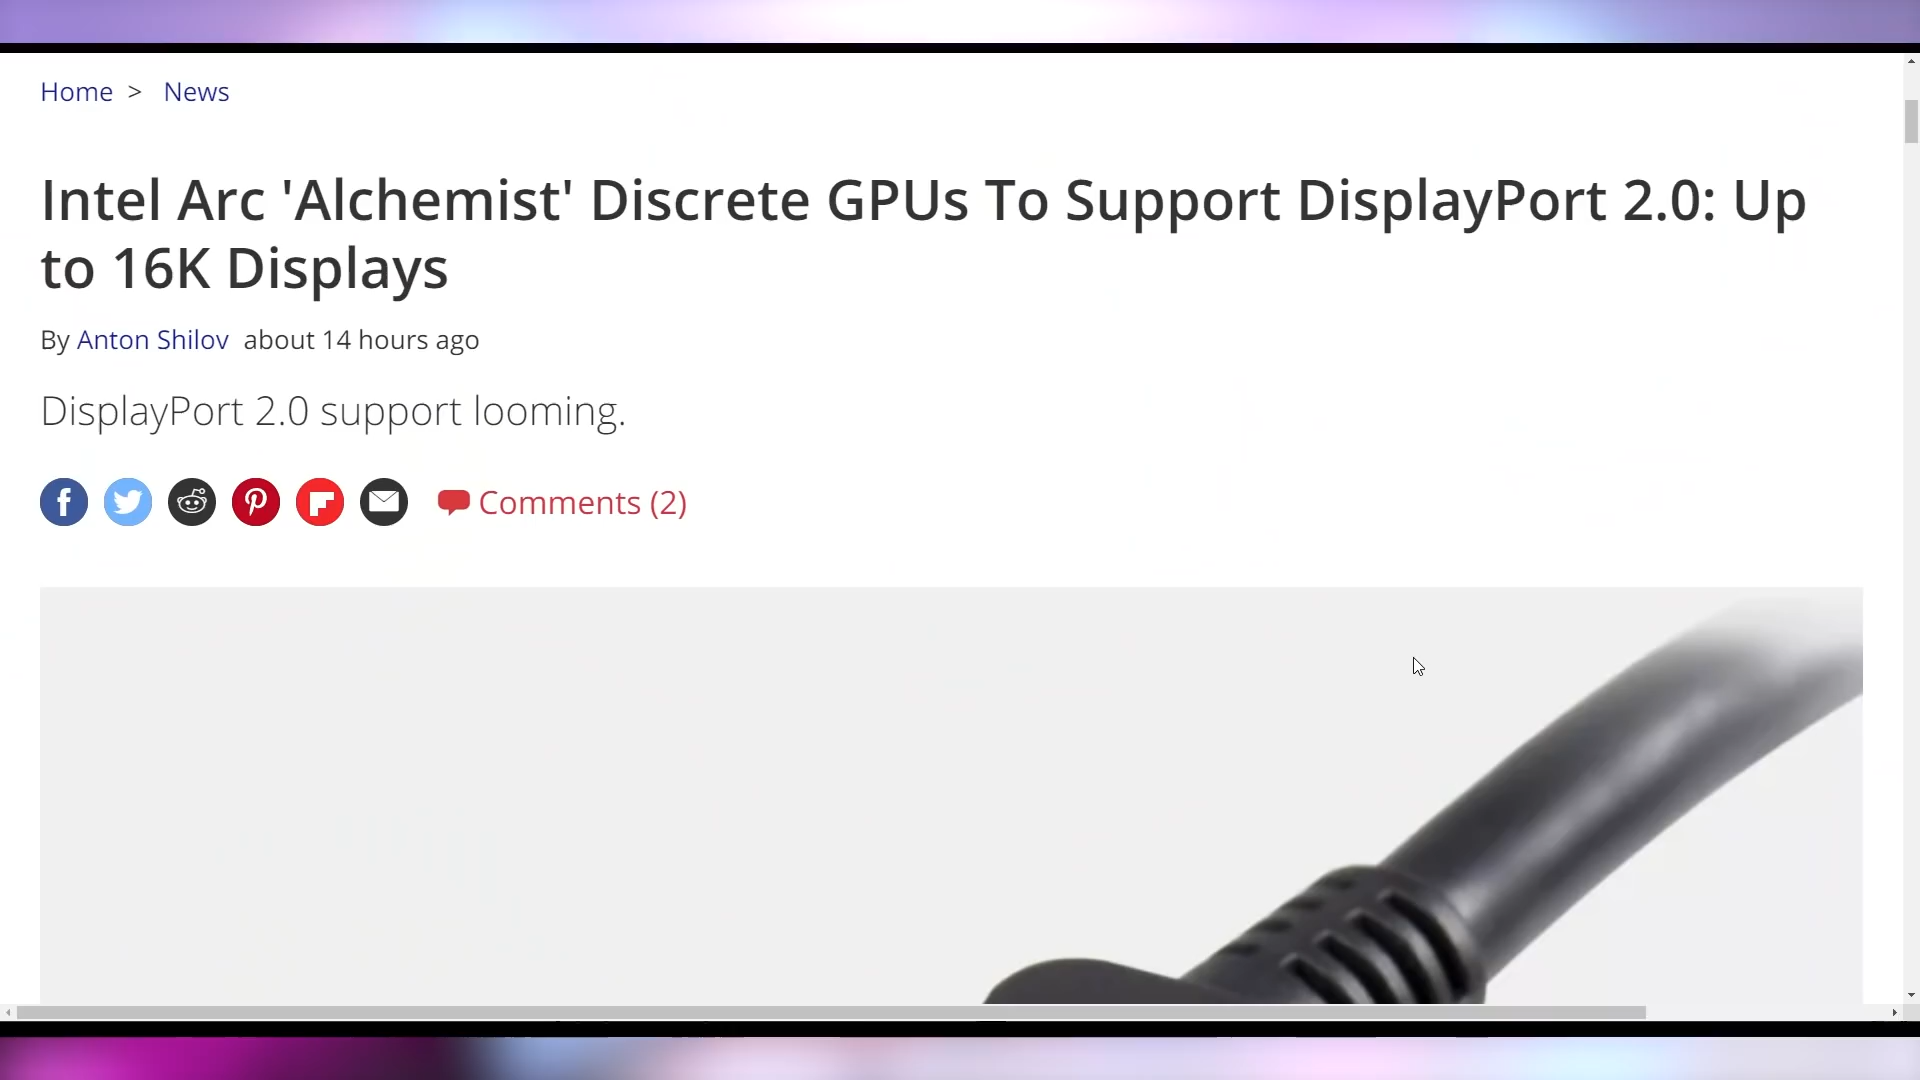 Home > News
Intel Arc 'Alchemist' Discrete GPUs To Support DisplayPort 2.0: Up
to 16K Displays
By Anton Shilov about 14 hours ago
DisplayPort 2.0 support looming.
Comments (2)